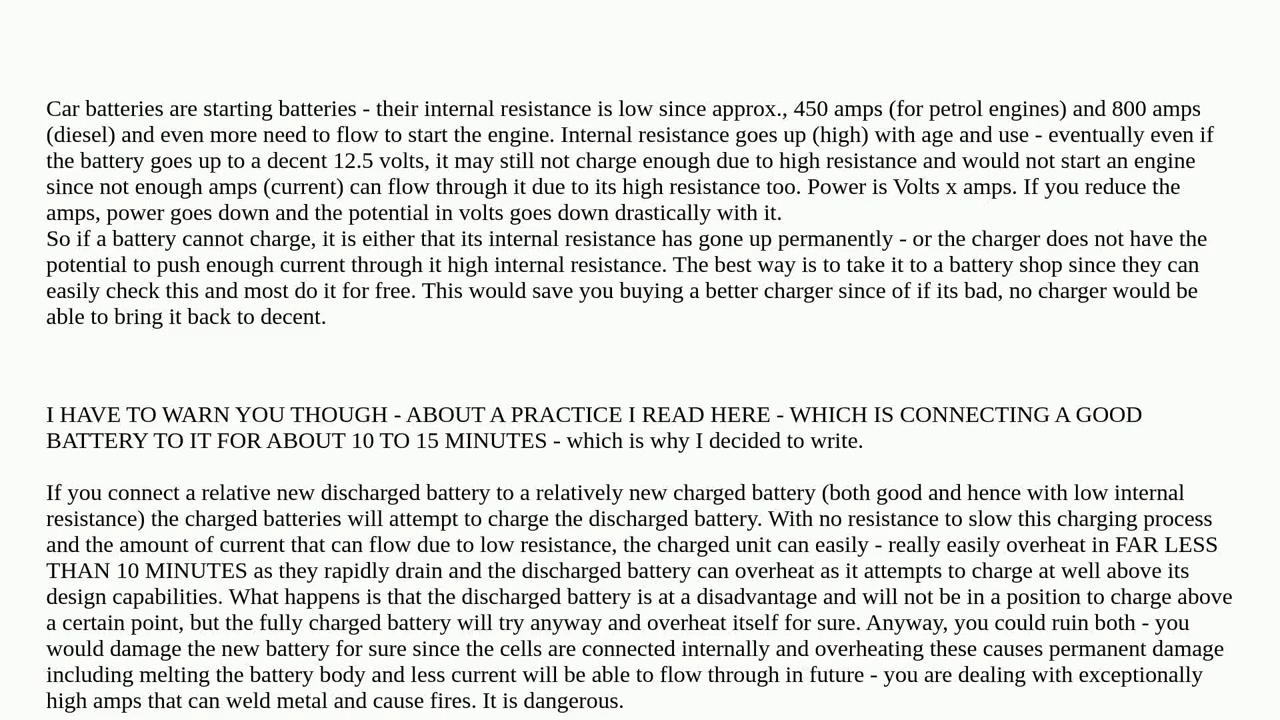 Car batteries are starting batteries - their internal resistance is low since approx., 450 amps (for petrol engines) and 800 amps
(diesel) and even more need to flow to start the engine. Internal resistance goes up (high) with age and use - eventually even if
the battery goes up to a decent 12.5 volts, it may still not charge enough due to high resistance and would not start an engine
since not enough amps (current) can flow through it due to its high resistance too. Power is Volts x amps. If you reduce the
amps, power goes down and the potential in volts goes down drastically with it.
So if a battery cannot charge, it is either that its internal resistance has gone up permanently - or the charger does not have the
potential to push enough current through it high internal resistance. The best way is to take it to a battery shop since they can
easily check this and most do it for free. This would save you buying a better charger since of if its bad, no charger would be
able to bring it back to decent.
I HAVE TO WARN YOU THOUGH - ABOUT A PRACTICE I READ HERE - WHICH IS CONNECTING A GOOD
BATTERY TO IT FOR ABOUT 10 TO 15 MINUTES - which is why I decided to write.
If you connect a relative new discharged battery to a relatively new charged battery (both good and hence with low internal
resistance) the charged batteries will attempt to charge the discharged battery. With no resistance to slow this charging process
and the amount of current that can flow due to low resistance, the charged unit can easily - really easily overheat in FAR LESS
THAN 10 MINUTES as they rapidly drain and the discharged battery can overheat as it attempts to charge at well above its
design capabilities. What happens is that the discharged battery is at a disadvantage and will not be in a position to charge above
a certain point, but the fully charged battery will try anyway and overheat itself for sure. Anyway, you could ruin both - you
would damage the new battery for sure since the cells are connected internally and overheating these causes permanent damage
including melting the battery body and less current will be able to flow through in future - you are dealing with exceptionally
high amps that can weld metal and cause fires. It is dangerous.